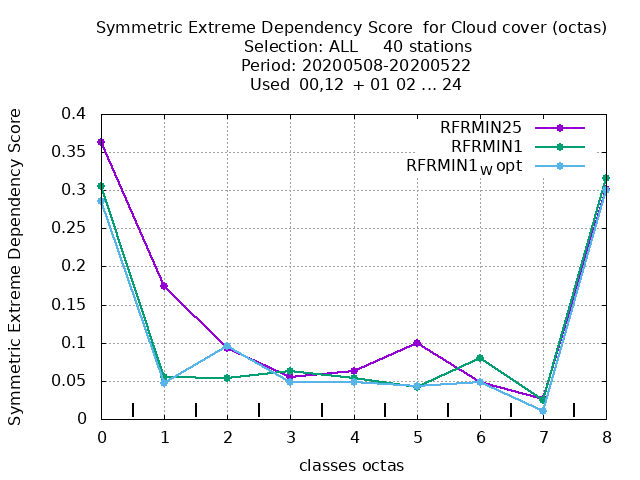 Symmetric Extreme Dependency Score  for Cloud cover (octas)
Selection: ALL     40 stations
Period: 20200508-20200522
Used  00,12  + 01 02 ... 24
Symmetric Extreme Dependency Score
0.4
0.35
0.3
0.25
0.2
0.15
0.1
0.05
0
RFRMIN25
RFRMIN1
RFRMIN1W opt
0 1 2 3 4 5 6 7 8
classes octas